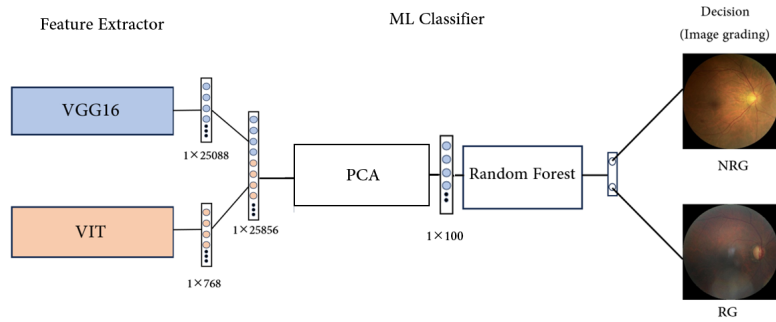 Feature Extractor
ML Classifier
Decision
(Image grading)
VGG16
1×25088
VIT
1×768
1×25856
PCA
1×100
Random Forest
NRG
RG